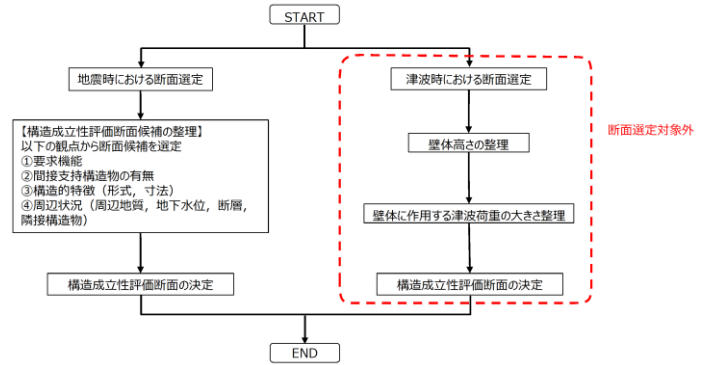 START
地震時における断面選定
【構造成立性評価断面候補の整理】
以下の観点から断面候補を選定
①要求機能
②間接支持構造物の有無
③構造的特徴（形式，寸法）
④周辺状況（周辺地質，地下水位，断層，
隣接構造物）
構造成立性評価断面の決定
津波時における断面選定
壁体高さの整理
壁体に作用する津波荷重の大きさ整理
構造成立性評価断面の決定
断面選定対象外
END